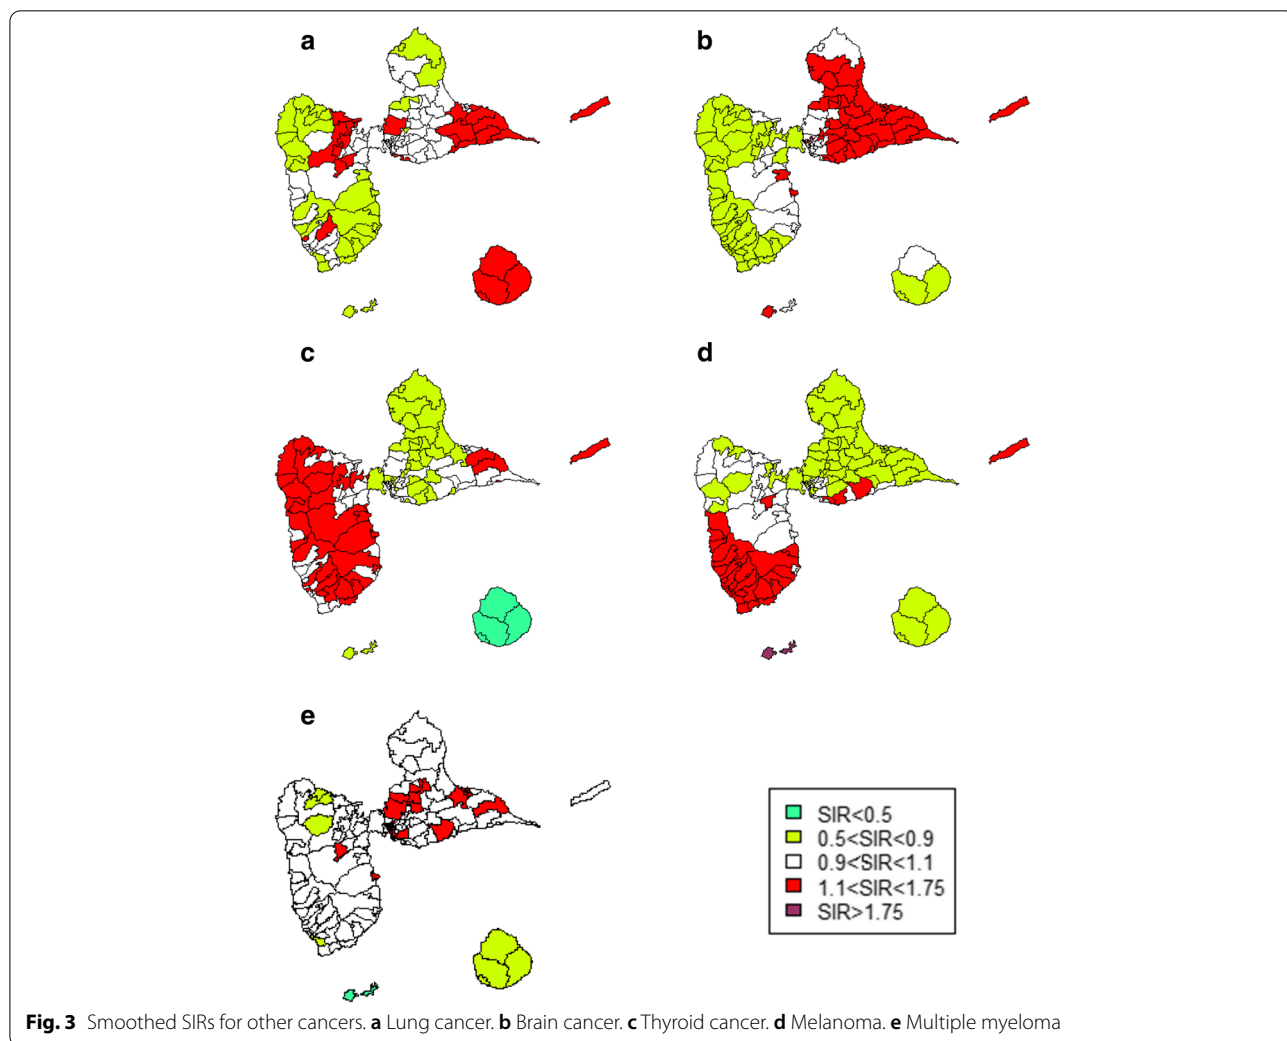 a
b
c
d
e
SIR<0.5
0.5<SIR<0.9
0.9<SIR<1.1
1.1<SIR<1.75
SIR>1.75
Fig. 3 Smoothed SIRs for other cancers. a Lung cancer. b Brain cancer. c Thyroid cancer. d Melanoma. e Multiple myeloma